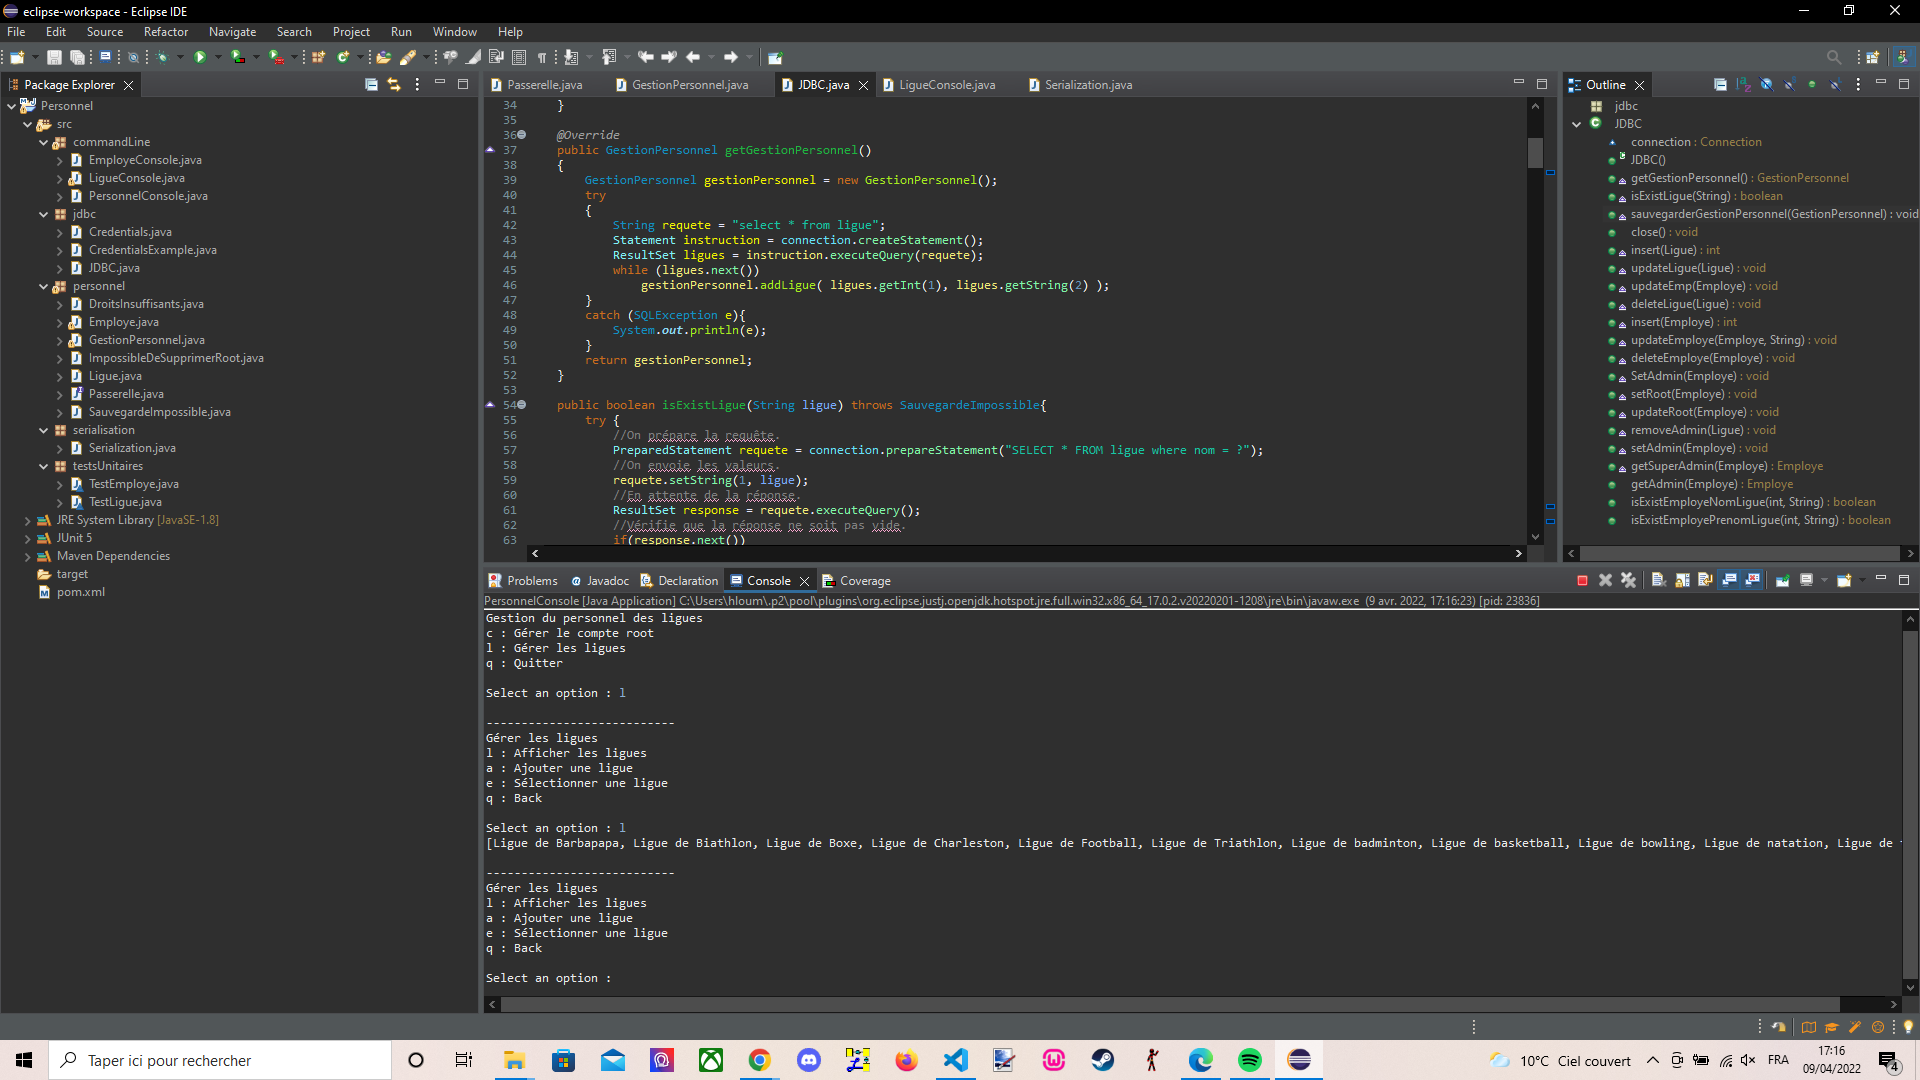 eclipse-workspace - Eclipse IDE
File Edit Source Refactor Navigate Search Project Run Window Help
Package Explorer
Personnel
src
commandLine
EmployeConsole.java
LigueConsole.java
PersonnelConsole.java
jdbc
Credentials.java
CredentialsExample.java
JDBC.java
personnel
DroitsInsuffisants.java
Employe.java
GestionPersonnel.java
ImpossibleDeSupprimerRoot.java
Ligue.java
Passerelle.java
SauvegardeImpossible.java
serialisation
Serialization.java
testsUnitaires
TestEmploye.java
TestLigue.java
JRE System Library [JavaSE-1.8]
JUnit 5
Maven Dependencies
target
pom.xml
Passerelle.java GestionPersonnel.java JDBC.java LigueConsole.java Serialization.java
34 }
35
36 @Override
37 public GestionPersonnel getGestionPersonnel()
38 {
39 GestionPersonnel gestionPersonnel = new GestionPersonnel();
40 try
41 {
42 String requete = "select * from ligue";
43 Statement instruction = connection.createStatement();
44 ResultSet ligues = instruction.executeQuery(requete);
45 while (ligues.next())
46 gestionPersonnel.addLigue( ligues.getInt(1), ligues.getString(2) );
47 }
48 catch (SQLException e){
49 System.out.println(e);
50 }
51 return gestionPersonnel;
52 }
53
54 public boolean isExistLigue(String ligue) throws SauvegardeImpossible{
55 try {
56 //On prépare la requête.
57 PreparedStatement requete = connection.prepareStatement("SELECT * FROM ligue where nom = ?");
58 //On envoie les valeurs.
59 requete.setString(1, ligue);
60 //En attente de la réponse.
61 ResultSet response = requete.executeQuery();
62 //Vérifie que la réponse ne soit pas vide.
63 if(response.next())
Outline
jdbc
JDBC
connection : Connection
JDBC()
getGestionPersonnel() : GestionPersonnel
isExistLigue(String) : boolean
sauvegarderGestionPersonnel(GestionPersonnel) : void
close() : void
insert(Ligue) : int
updateLigue(Ligue) : void
updateEmp(Employe) : void
deleteLigue(Ligue) : void
insert(Employe) : int
updateEmploye(Employe, String) : void
deleteEmploye(Employe) : void
SetAdmin(Employe) : void
setRoot(Employe) : void
updateRoot(Employe) : void
removeAdmin(Ligue) : void
setAdmin(Employe) : void
getSuperAdmin(Employe) : Employe
getAdmin(Employe) : Employe
isExistEmployeNomLigue(int, String) : boolean
isExistEmployePrenomLigue(int, String) : boolean
Problems Javadoc Declaration Console Coverage
PersonnelConsole [Java Application] C:\Users\hloum\.p2\pool\plugins\org.eclipse.justj.openjdk.hotspot.jre.full.win32.x86_64_17.0.2.v20220201-1208\jre\bin\javaw.exe (9 avr. 2022, 17:16:23) [pid: 23836]
Gestion du personnel des ligues
c : Gérer le compte root
l : Gérer les ligues
q : Quitter
Select an option : l
---------------------------
Gérer les ligues
l : Afficher les ligues
a : Ajouter une ligue
e : Sélectionner une ligue
q : Back
Select an option : l
[Ligue de Barbapapa, Ligue de Biathlon, Ligue de Boxe, Ligue de Charleston, Ligue de Football, Ligue de Triathlon, Ligue de badminton, Ligue de basketball, Ligue de bowling, Ligue de natation, Ligue de
---------------------------
Gérer les ligues
l : Afficher les ligues
a : Ajouter une ligue
e : Sélectionner une ligue
q : Back
Select an option :
Taper ici pour rechercher
10°C Ciel couvert
FRA
17:16
09/04/2022
4